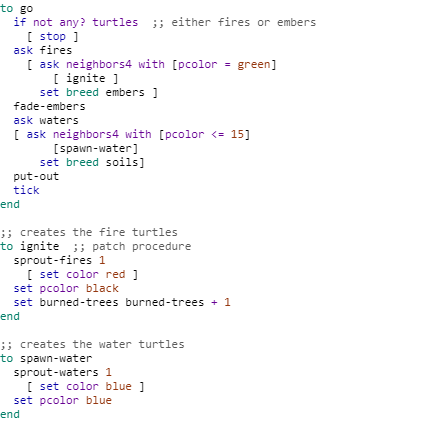 to go
if not any? turtles ;; either fires or embers
[ stop ]
ask fires
[ ask neighbors4 with [pcolor = green]
[ ignite ]
set breed embers ]
fade-embers
ask waters
[ ask neighbors4 with [pcolor <= 15]
[spawn-water]
set breed soils]
put-out
tick
end
;; creates the fire turtles
to ignite ;; patch procedure
sprout-fires 1
[ set color red ]
set pcolor black
set burned-trees burned-trees + 1
end
;; creates the water turtles
to spawn-water
sprout-waters 1
[ set color blue ]
set pcolor blue
end